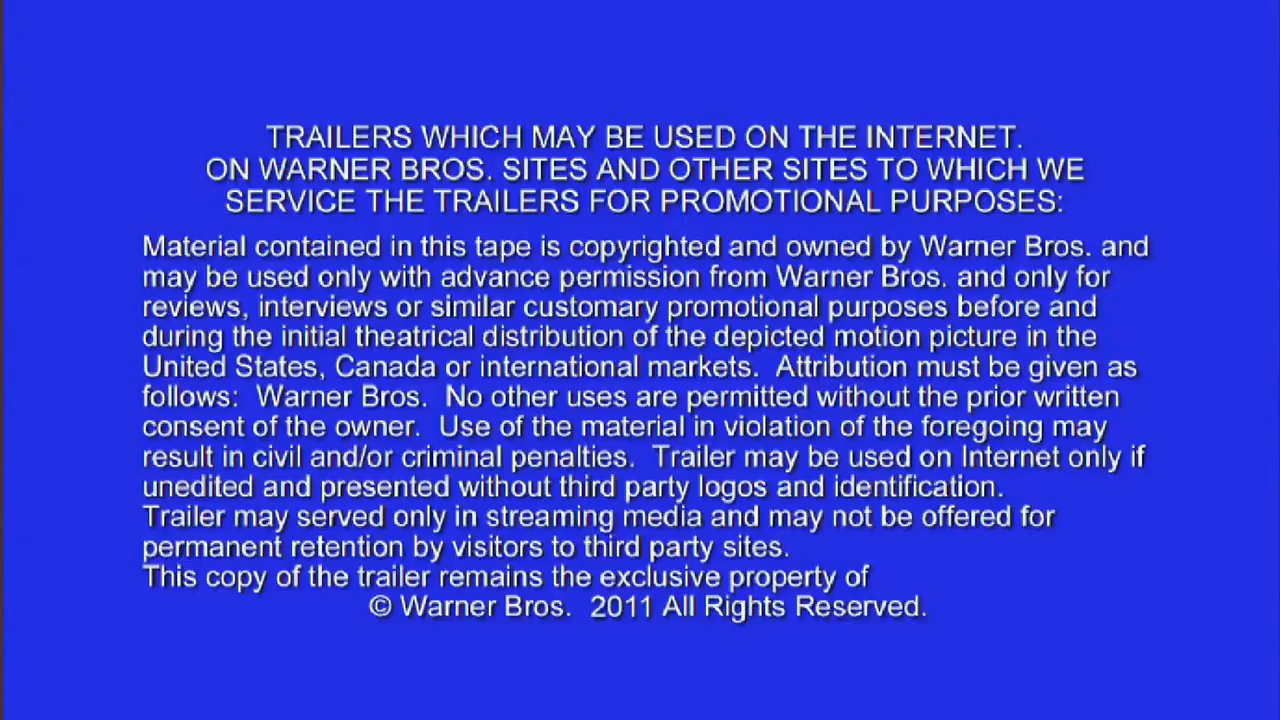 TRAILERS WHICH MAY BE USED ON THE INTERNET.
ON WARNER BROS. SITES AND OTHER SITES TO WHICH WE
SERVICE THE TRAILERS FOR PROMOTIONAL PURPOSES:
Material contained in this tape is copyrighted and owned by Warner Bros. and
may be used only with advance permission from Warner Bros. and only for
reviews, interviews or similar customary promotional purposes before and
during the initial theatrical distribution of the depicted motion picture in the
United States, Canada or international markets.  Attribution must be given as
follows:  Warner Bros.  No other uses are permitted without the prior written
consent of the owner.  Use of the material in violation of the foregoing may
result in civil and/or criminal penalties.  Trailer may be used on Internet only if
unedited and presented without third party logos and identification.
Trailer may served only in streaming media and may not be offered for
permanent retention by visitors to third party sites.
This copy of the trailer remains the exclusive property of
© Warner Bros.  2011 All Rights Reserved.